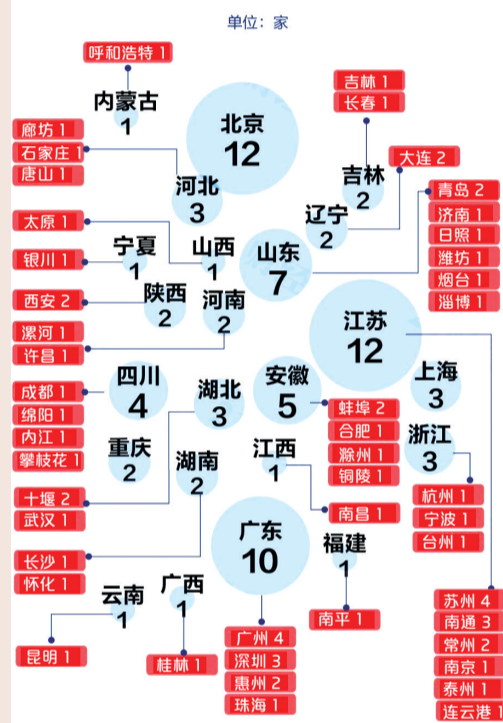 单位：家
呼和浩特 1
内蒙古
1
北京
12
吉林 1
长春 1
廊坊 1
石家庄 1
唐山 1
河北
3
吉林
2
大连 2
辽宁
2
青岛 2
济南 1
日照 1
潍坊 1
烟台 1
淄博 1
太原 1
银川 1
宁夏
1
山西
1
山东
7
西安 2
陕西
2
河南
2
漯河 1
许昌 1
江苏
12
成都 1
绵阳 1
内江 1
攀枝花 1
四川
4
湖北
3
安徽
5
上海
3
蚌埠 2
合肥 1
滁州 1
铜陵 1
浙江
3
重庆
2
湖南
2
江西
1
杭州 1
宁波 1
台州 1
十堰 2
武汉 1
南昌 1
广东
10
长沙 1
怀化 1
福建
1
云南
1
广西
1
南平 1
苏州 4
南通 3
常州 2
南京 1
泰州 1
连云港 1
昆明 1
桂林 1
广州 4
深圳 3
惠州 2
珠海 1